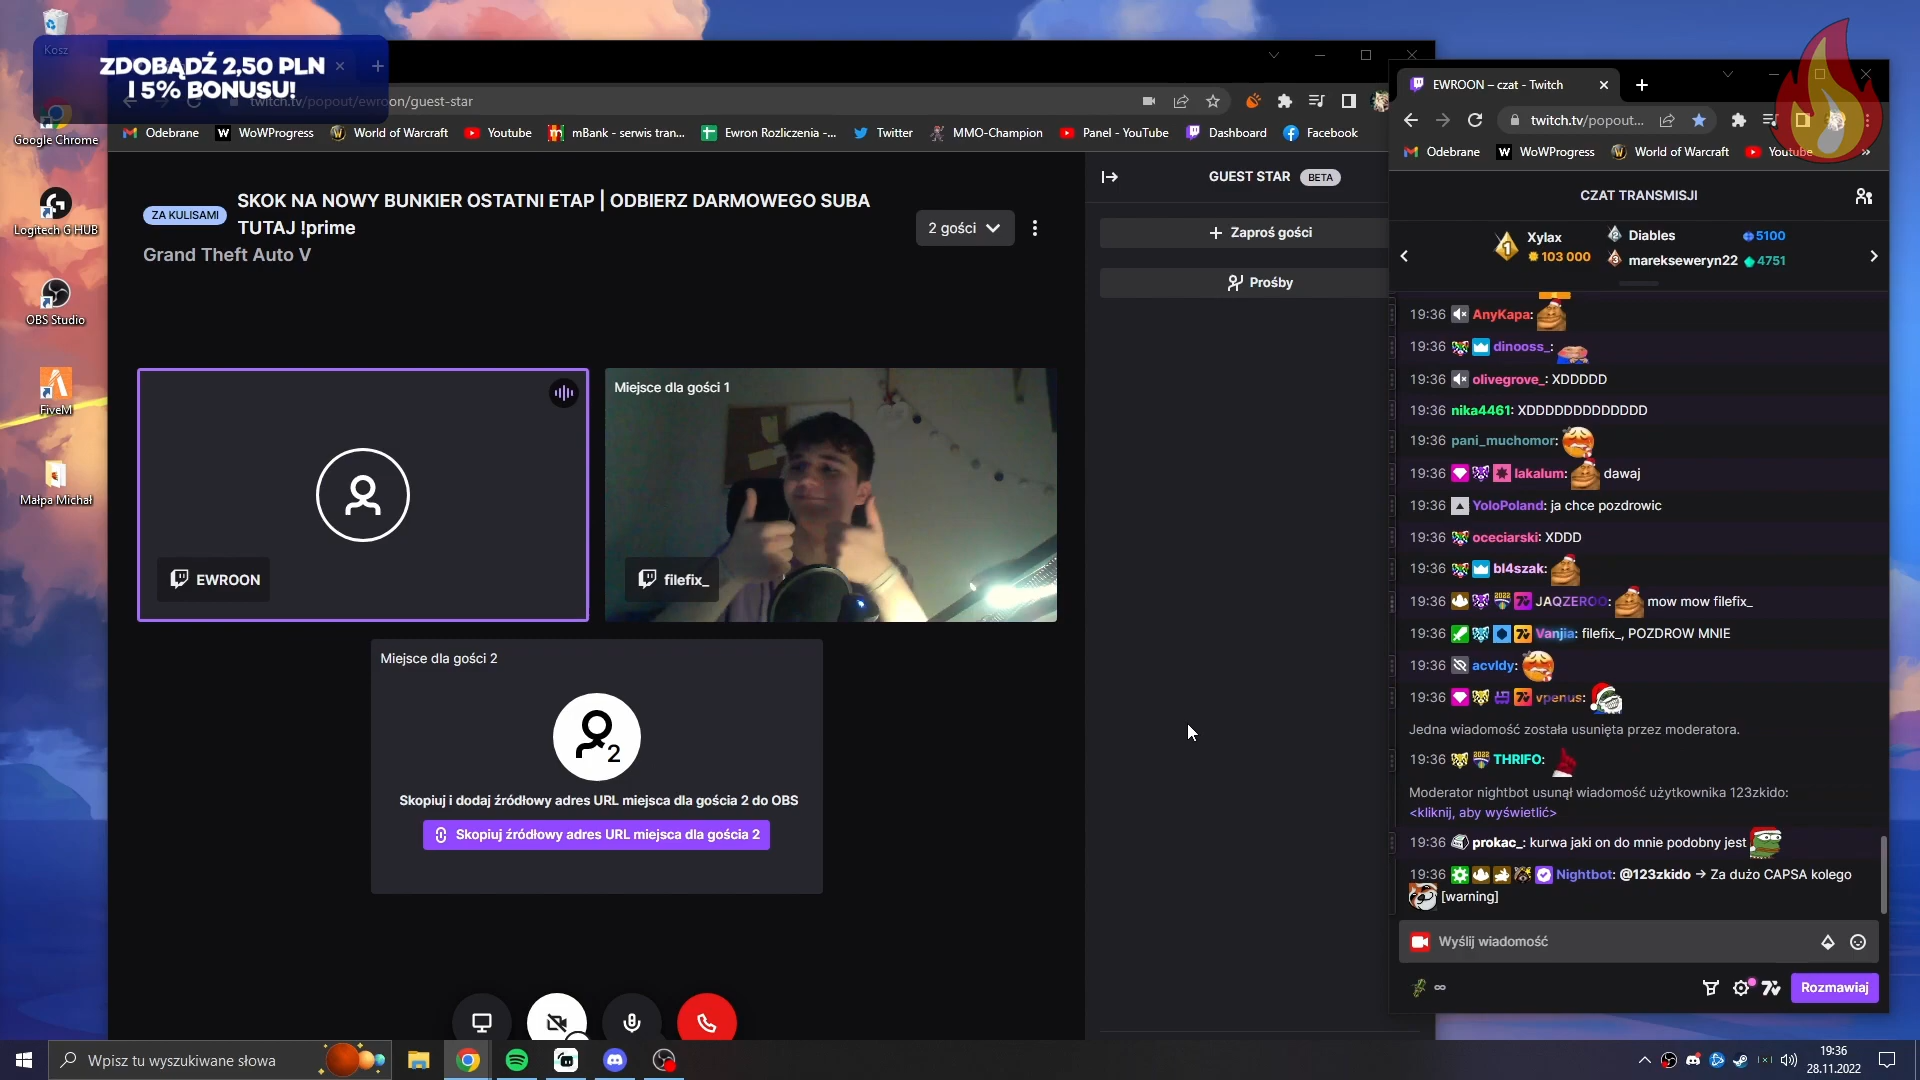 Kosz
Google Chrome
Logitech G HUB
OBS Studio
FiveM
Małpa Michał
ZDOBĄDŹ 2,50 PLN
I 5% BONUSU!
twitch.tv/popout/ewroon/guest-star
Odebrane
WoWProgress
World of Warcraft
Youtube
mBank - serwis tran...
Ewron Rozliczenia -...
Twitter
MMO-Champion
Panel - YouTube
Dashboard
Facebook
ZA KULISAMI
SKOK NA NOWY BUNKIER OSTATNI ETAP | ODBIERZ DARMOWEGO SUBA
TUTAJ !prime
Grand Theft Auto V
2 gości
EWROON
Miejsce dla gości 1
filefix_
Miejsce dla gości 2
2
Skopiuj i dodaj źródłowy adres URL miejsca dla gościa 2 do OBS
Skopiuj źródłowy adres URL miejsca dla gościa 2
GUEST STAR BETA
Zaproś gości
Prośby
EWROON – czat - Twitch
twitch.tv/popout...
Odebrane
WoWProgress
World of Warcraft
Youtube
CZAT TRANSMISJI
1 Xylax
103 000
2 Diables 5100
3 marekseweryn22 4751
19:36 AnyKapa:
19:36 dinooss_:
19:36 olivegrove_: XDDDDD
19:36 nika4461: XDDDDDDDDDDDDD
19:36 pani_muchomor:
19:36 lakalum: dawaj
19:36 YoloPoland: ja chce pozdrowic
19:36 oceciarski: XDDD
19:36 bl4szak:
19:36 JAQZEROO: mow mow filefix_
19:36 Vanjia: filefix_, POZDROW MNIE
19:36 acvldy:
19:36 vpenus:
Jedna wiadomość została usunięta przez moderatora.
19:36 THRIFO:
Moderator nightbot usunął wiadomość użytkownika 123zkido:
<kliknij, aby wyświetlić>
19:36 prokac_: kurwa jaki on do mnie podobny jest
19:36 Nightbot: @123zkido → Za dużo CAPSA kolego
[warning]
Wyślij wiadomość
∞
Rozmawiaj
Wpisz tu wyszukiwane słowa
19:36
28.11.2022